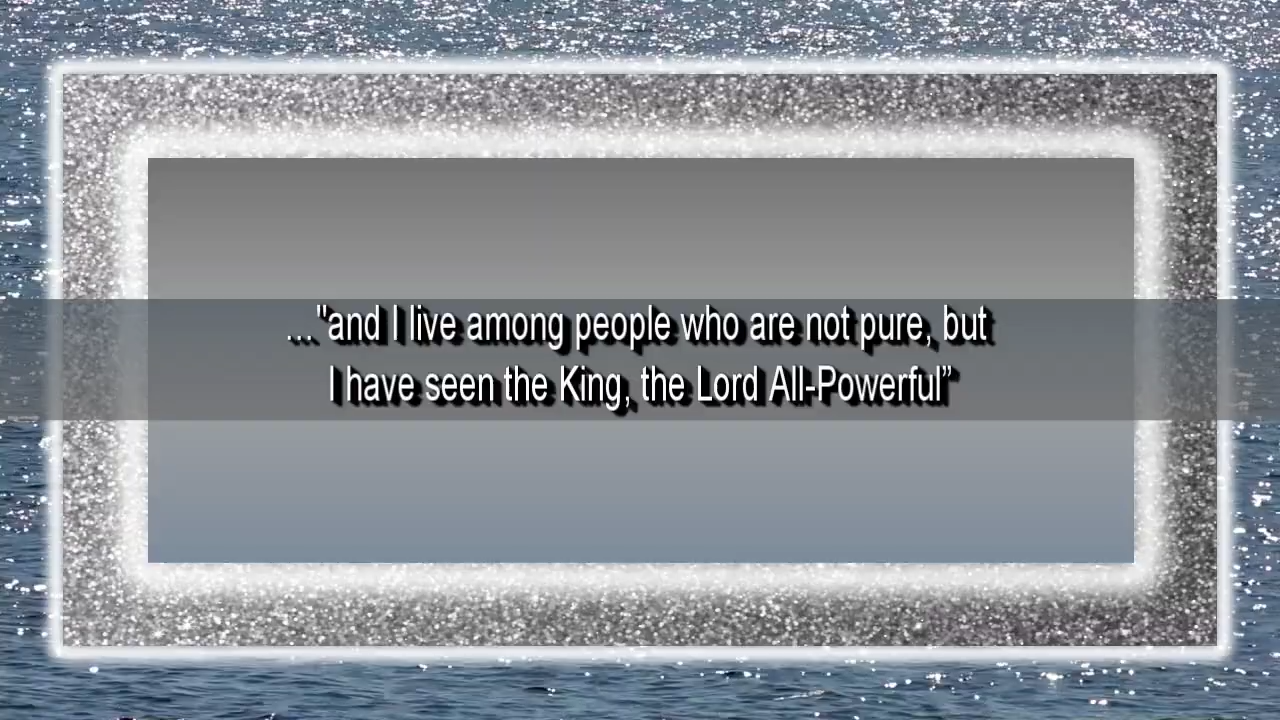 …"and I live among people who are not pure, but
I have seen the King, the Lord All-Powerful”